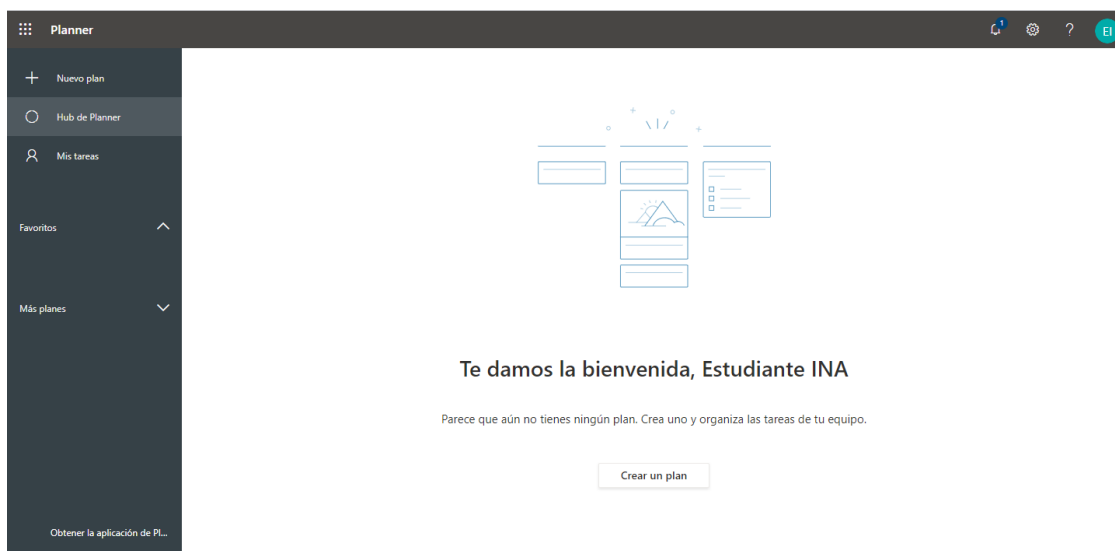 Planner
1
?
EI
Nuevo plan
Hub de Planner
Mis tareas
Favoritos
Más planes
Te damos la bienvenida, Estudiante INA
Parece que aún no tienes ningún plan. Crea uno y organiza las tareas de tu equipo.
Crear un plan
Obtener la aplicación de Pl...